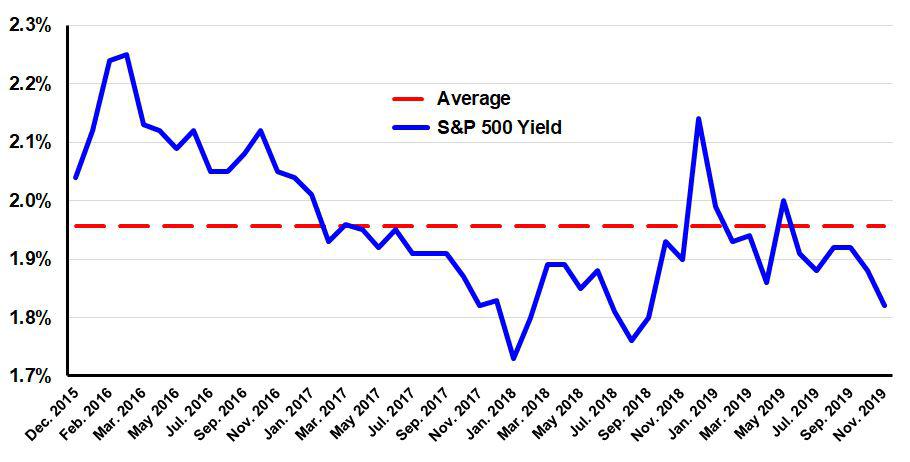 2.3%
2.2%
2.1%
2.0%
1.9%
1.8%
1.7%
Average
S&P 500 Yield
Dec. 2015
Feb. 2016
Mar. 2016
May 2016
Jul. 2016
Sep. 2016
Nov. 2016
Jan. 2017
Mar. 2017
May 2017
Jul. 2017
Sep. 2017
Nov. 2017
Jan. 2018
Mar. 2018
May 2018
Jul. 2018
Sep. 2018
Nov. 2018
Jan. 2019
Mar. 2019
May 2019
Jul. 2019
Sep. 2019
Nov. 2019